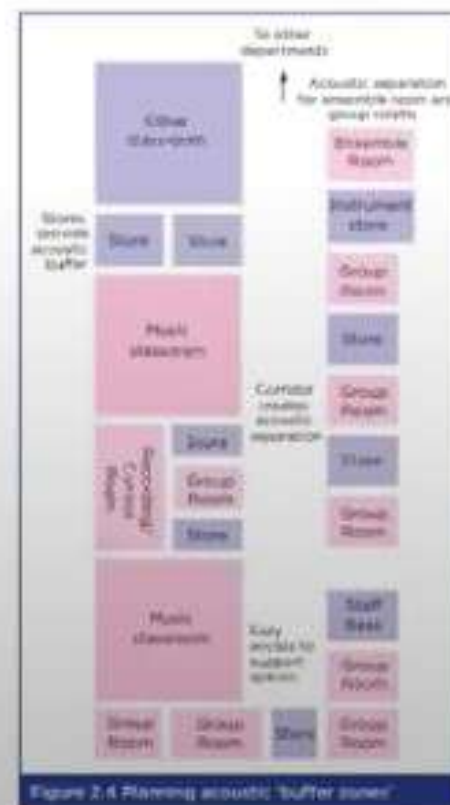 To other
departments
Acoustic separation
for ensemble room and
group rooms
Other
classroom
Ensemble
Room
Instrument
store
Stores
provide
acoustic
buffer
Store
Store
Group
Room
Music
classroom
Store
Corridor
creates
acoustic
separation
Group
Room
Recording/
Control
Room
Store
Group
Room
Store
Store
Group
Room
Music
classroom
Easy
access to
support
spaces
Staff
Base
Group
Room
Group
Room
Group
Room
Store
Group
Room
Figure 2.4 Planning acoustic 'buffer zones'